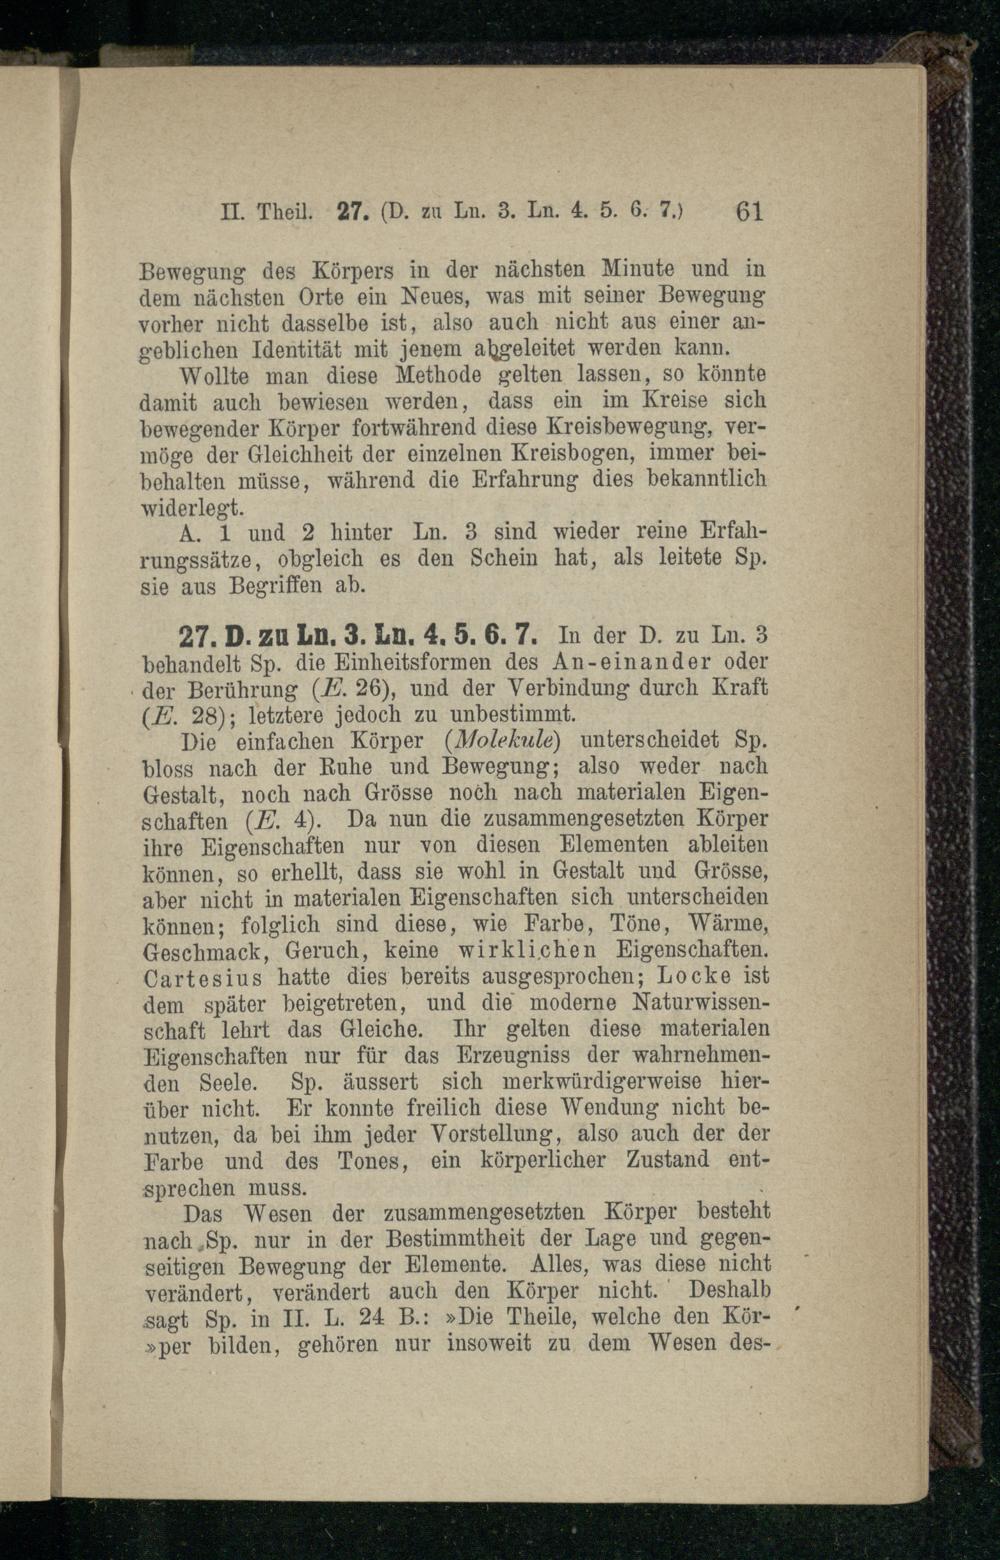 II. Theil. 27. (D. zu Ln. 3. Ln. 4. 5. 6. 7.) 61
Bewegung des Körpers in der nächsten Minute und in
dem nächsten Orte ein Neues, was mit seiner Bewegung
vorher nicht dasselbe ist, also auch nicht aus einer an-
geblichen Identität mit jenem abgeleitet werden kann.
Wollte man diese Methode gelten lassen, so könnte
damit auch bewiesen werden, dass ein im Kreise sich
bewegender Körper fortwährend diese Kreisbewegung, ver-
möge der Gleichheit der einzelnen Kreisbogen, immer bei-
behalten müsse, während die Erfahrung dies bekanntlich
widerlegt.
A. 1 und 2 hinter Ln. 3 sind wieder reine Erfah-
rungssätze, obgleich es den Schein hat, als leitete Sp.
sie aus Begriffen ab.
27. D. zu Ln. 3. Ln. 4. 5. 6. 7. In der D. zu Ln. 3
behandelt Sp. die Einheitsformen des An-einander oder
der Berührung (E. 26), und der Verbindung durch Kraft
(E. 28); letztere jedoch zu unbestimmt.
Die einfachen Körper (Molekule) unterscheidet Sp.
bloss nach der Ruhe und Bewegung; also weder nach
Gestalt, noch nach Grösse noch nach materialen Eigen-
schaften (E. 4). Da nun die zusammengesetzten Körper
ihre Eigenschaften nur von diesen Elementen ableiten
können, so erhellt, dass sie wohl in Gestalt und Grösse,
aber nicht in materialen Eigenschaften sich unterscheiden
können; folglich sind diese, wie Farbe, Töne, Wärme,
Geschmack, Geruch, keine wirklichen Eigenschaften.
Cartesius hatte dies bereits ausgesprochen; Locke ist
dem später beigetreten, und die moderne Naturwissen-
schaft lehrt das Gleiche. Ihr gelten diese materialen
Eigenschaften nur für das Erzeugniss der wahrnehmen-
den Seele. Sp. äussert sich merkwürdigerweise hier-
über nicht. Er konnte freilich diese Wendung nicht be-
nutzen, da bei ihm jeder Vorstellung, also auch der der
Farbe und des Tones, ein körperlicher Zustand ent-
sprechen muss.
Das Wesen der zusammengesetzten Körper besteht
nach Sp. nur in der Bestimmtheit der Lage und gegen-
seitigen Bewegung der Elemente. Alles, was diese nicht
verändert, verändert auch den Körper nicht. Deshalb
sagt Sp. in II. L. 24 B.: »Die Theile, welche den Kör-
»per bilden, gehören nur insoweit zu dem Wesen des-